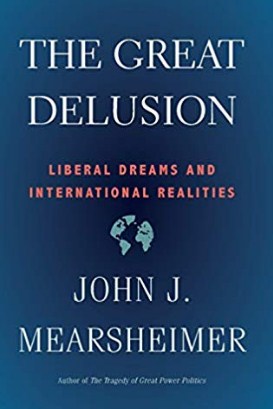 THE GREAT
DELUSION
LIBERAL DREAMS AND
INTERNATIONAL REALITIES
JOHN J.
MEARSHEIMER
Author of The Tragedy of Great Power Politics